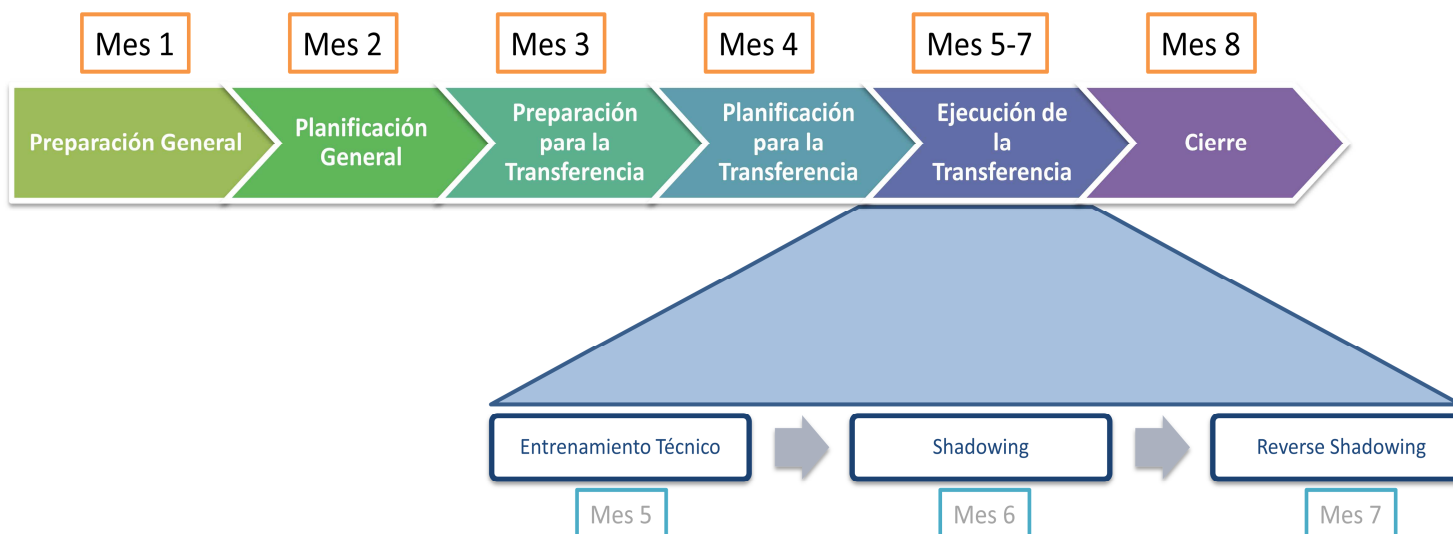 Mes 1
Mes 2
Mes 3
Mes 4
Mes 5-7
Mes 8
Preparación General
Planificación
General
Preparación
para la
Transferencia
Planificación
para la
Transferencia
Ejecución de
la
Transferencia
Cierre
Entrenamiento Técnico
Shadowing
Reverse Shadowing
Mes 5
Mes 6
Mes 7